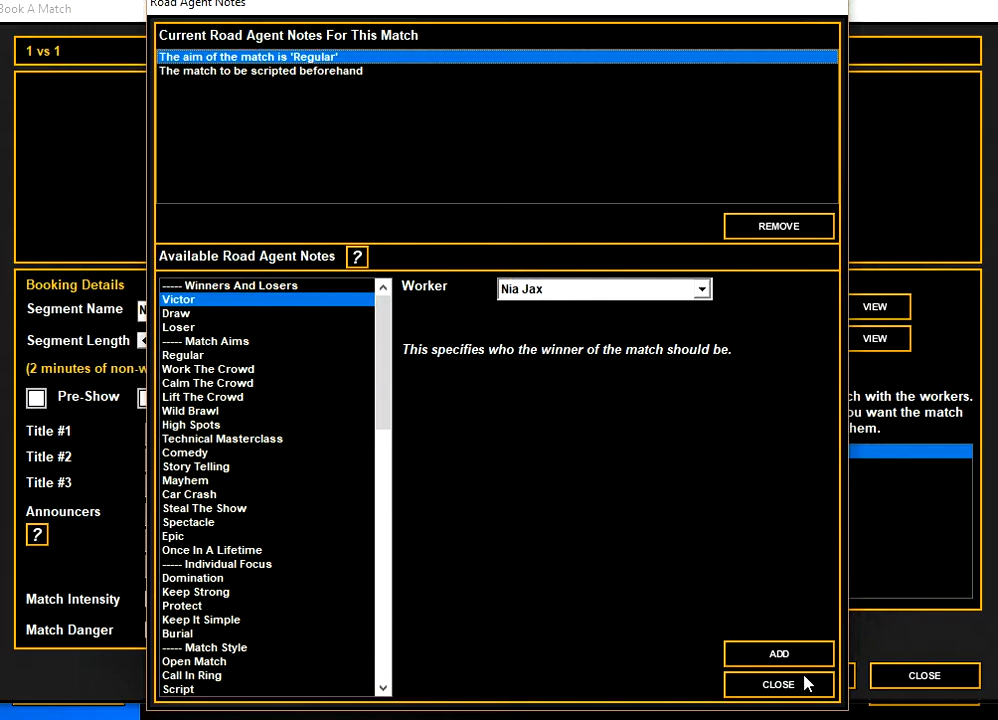 Book A Match
Road Agent Notes
1 vs 1
Current Road Agent Notes For This Match
The aim of the match is 'Regular'
The match to be scripted beforehand
REMOVE
Available Road Agent Notes ?
----- Winners And Losers
Victor
Draw
Loser
----- Match Aims
Regular
Work The Crowd
Calm The Crowd
Lift The Crowd
Wild Brawl
High Spots
Technical Masterclass
Comedy
Story Telling
Mayhem
Car Crash
Steal The Show
Spectacle
Epic
Once In A Lifetime
----- Individual Focus
Domination
Keep Strong
Protect
Keep It Simple
Burial
----- Match Style
Open Match
Call In Ring
Script
Worker Nia Jax
This specifies who the winner of the match should be.
ADD
CLOSE
Booking Details
Segment Name N
Segment Length <
(2 minutes of non-w
Pre-Show
Title #1
Title #2
Title #3
Announcers
?
Match Intensity
Match Danger
VIEW
VIEW
ch with the workers.
ou want the match
hem.
CLOSE